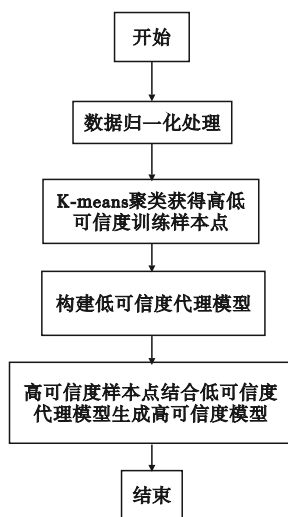 开始
数据归一化处理
K-means聚类获得高低
可信度训练样本点
构建低可信度代理模型
高可信度样本点结合低可信度
代理模型生成高可信度模型
结束